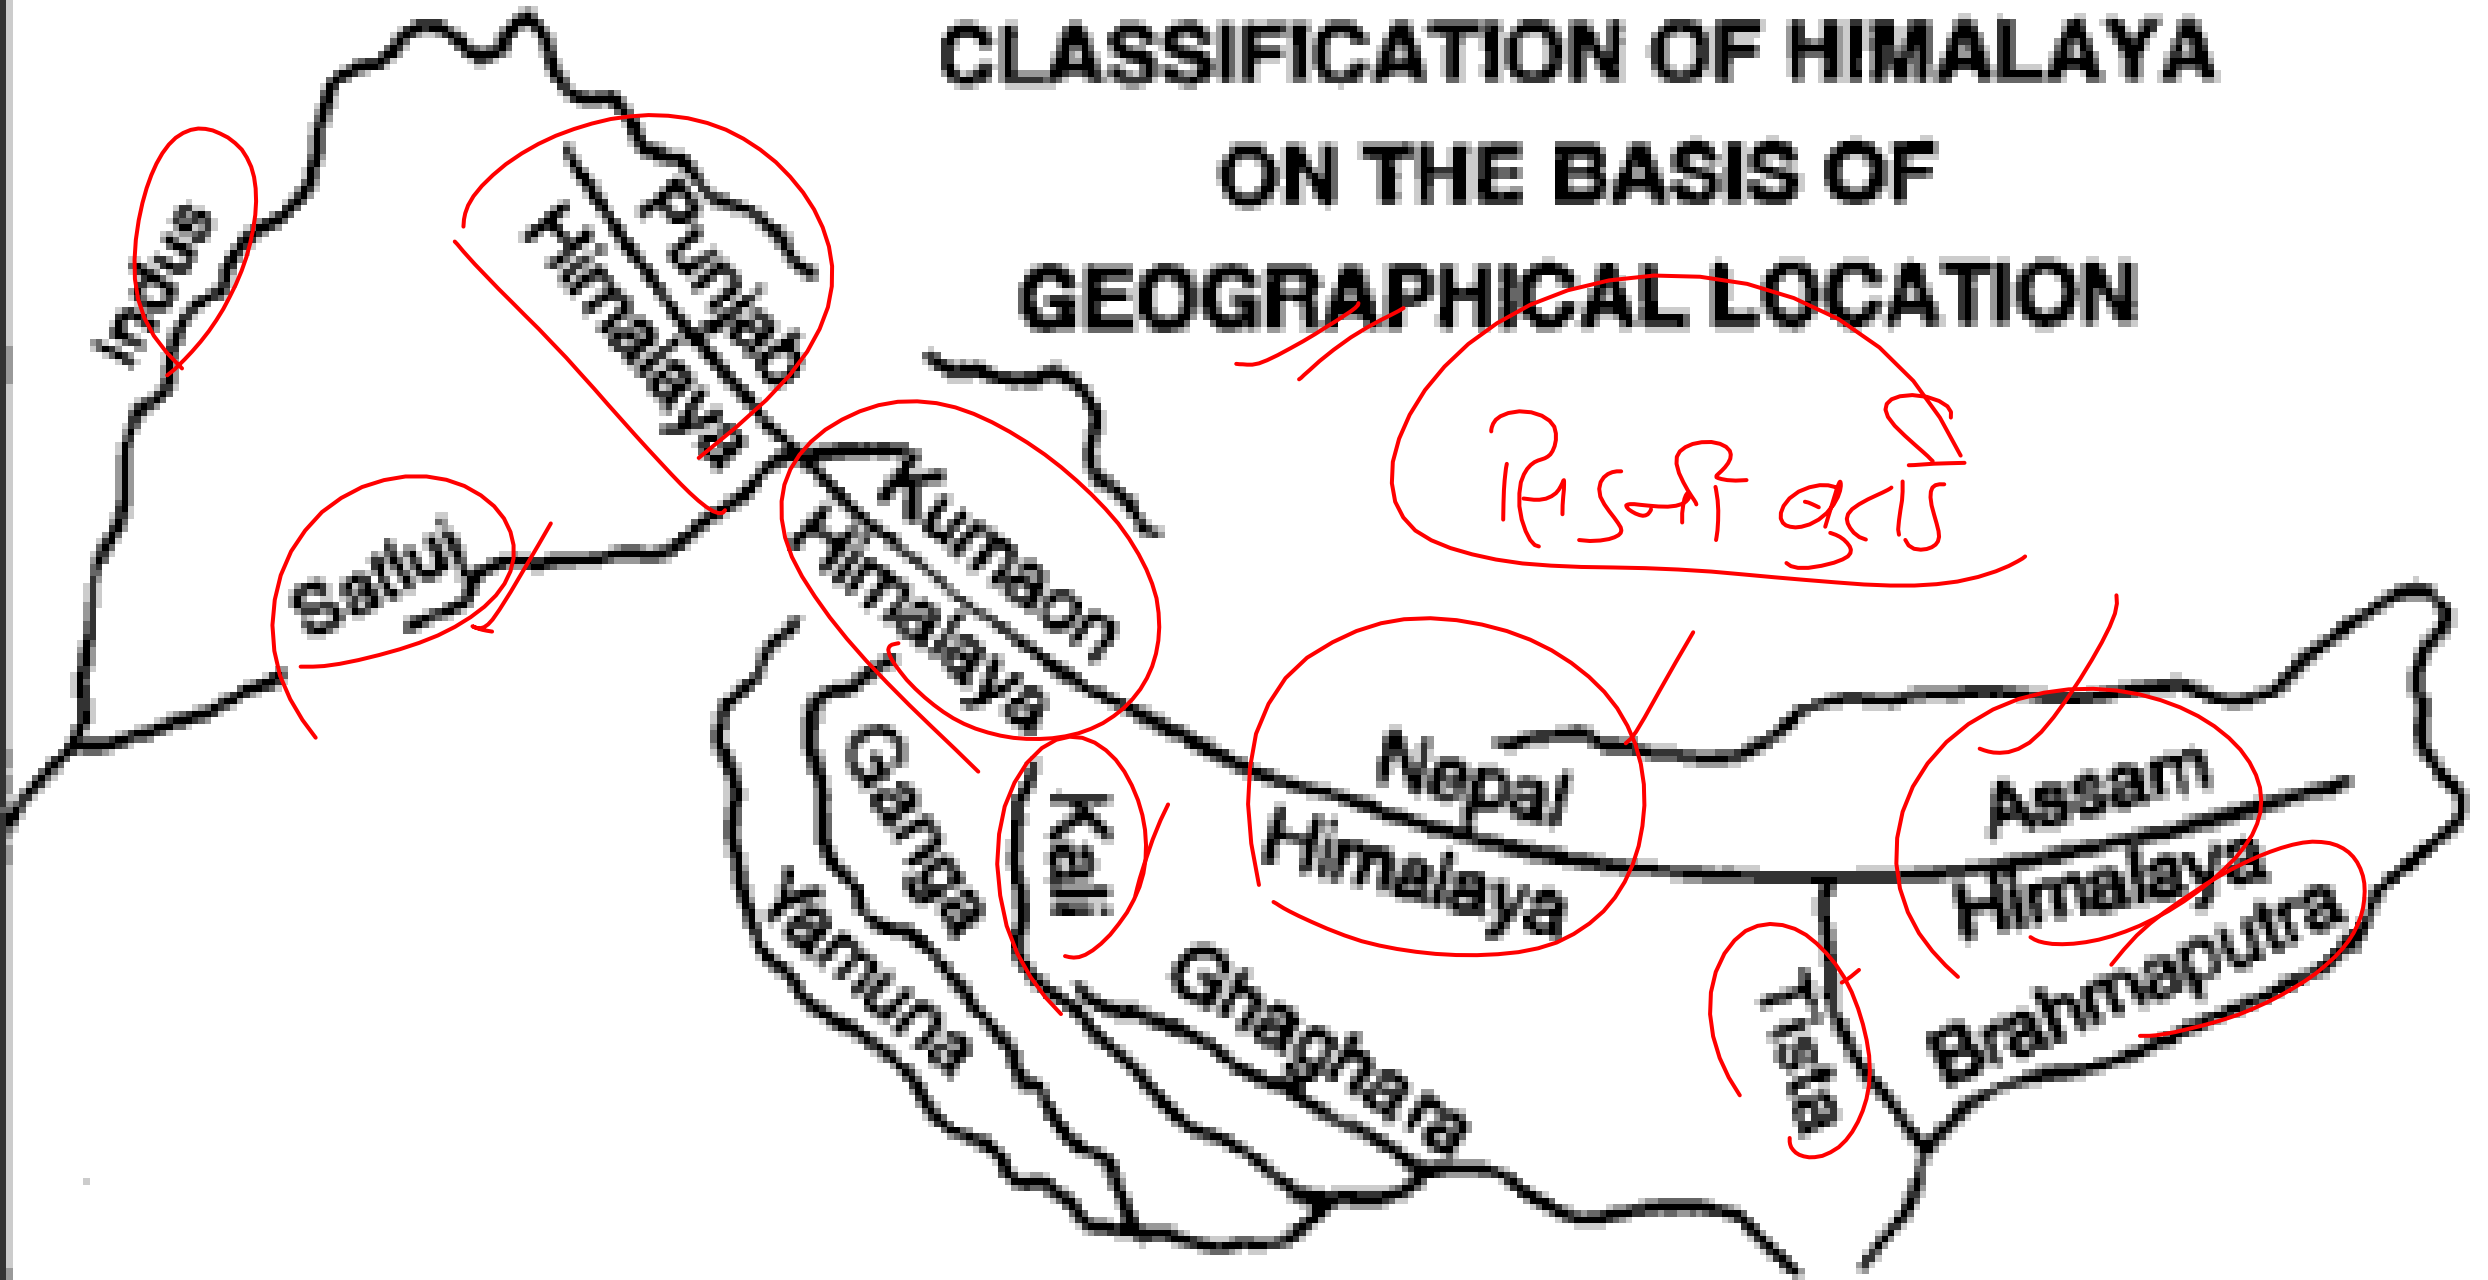 CLASSIFICATION OF HIMALAYA
ON THE BASIS OF
GEOGRAPHICAL LOCATION
Indus
Punjab
Himalaya
Satluj
Kumaon
Himalaya
Ganga
Yamuna
Kali
Nepal
Himalaya
Ghaghara
Assam
Himalaya
Tista
Brahmaputra